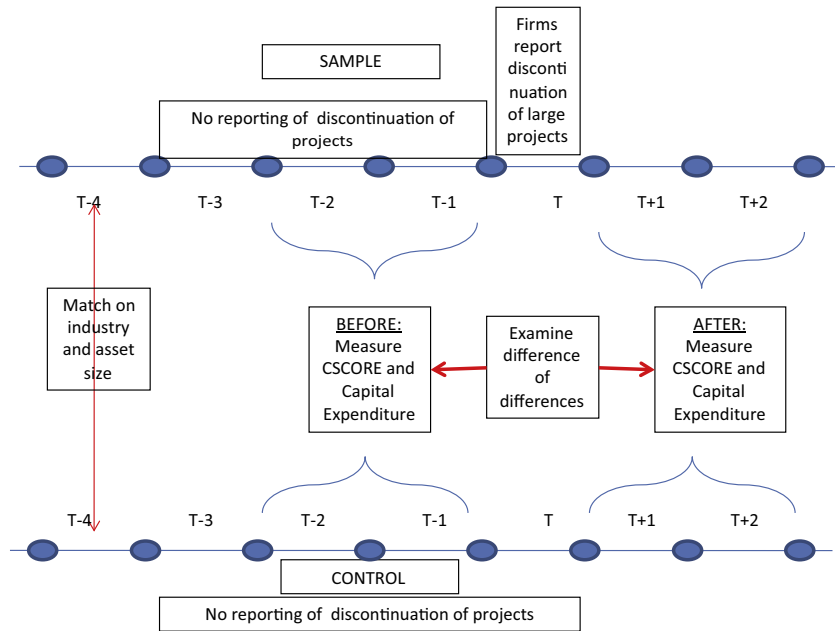 SAMPLE
Firms
report
disconti
nuation
of large
projects
No reporting of discontinuation of
projects
T-4 T-3 T-2 T-1 T T+1 T+2
Match on
industry
and asset
size
BEFORE:
Measure
CSCORE and
Capital
Expenditure
Examine
difference
of
differences
AFTER:
Measure
CSCORE and
Capital
Expenditure
T-4 T-3 T-2 T-1 T T+1 T+2
CONTROL
No reporting of discontinuation of projects